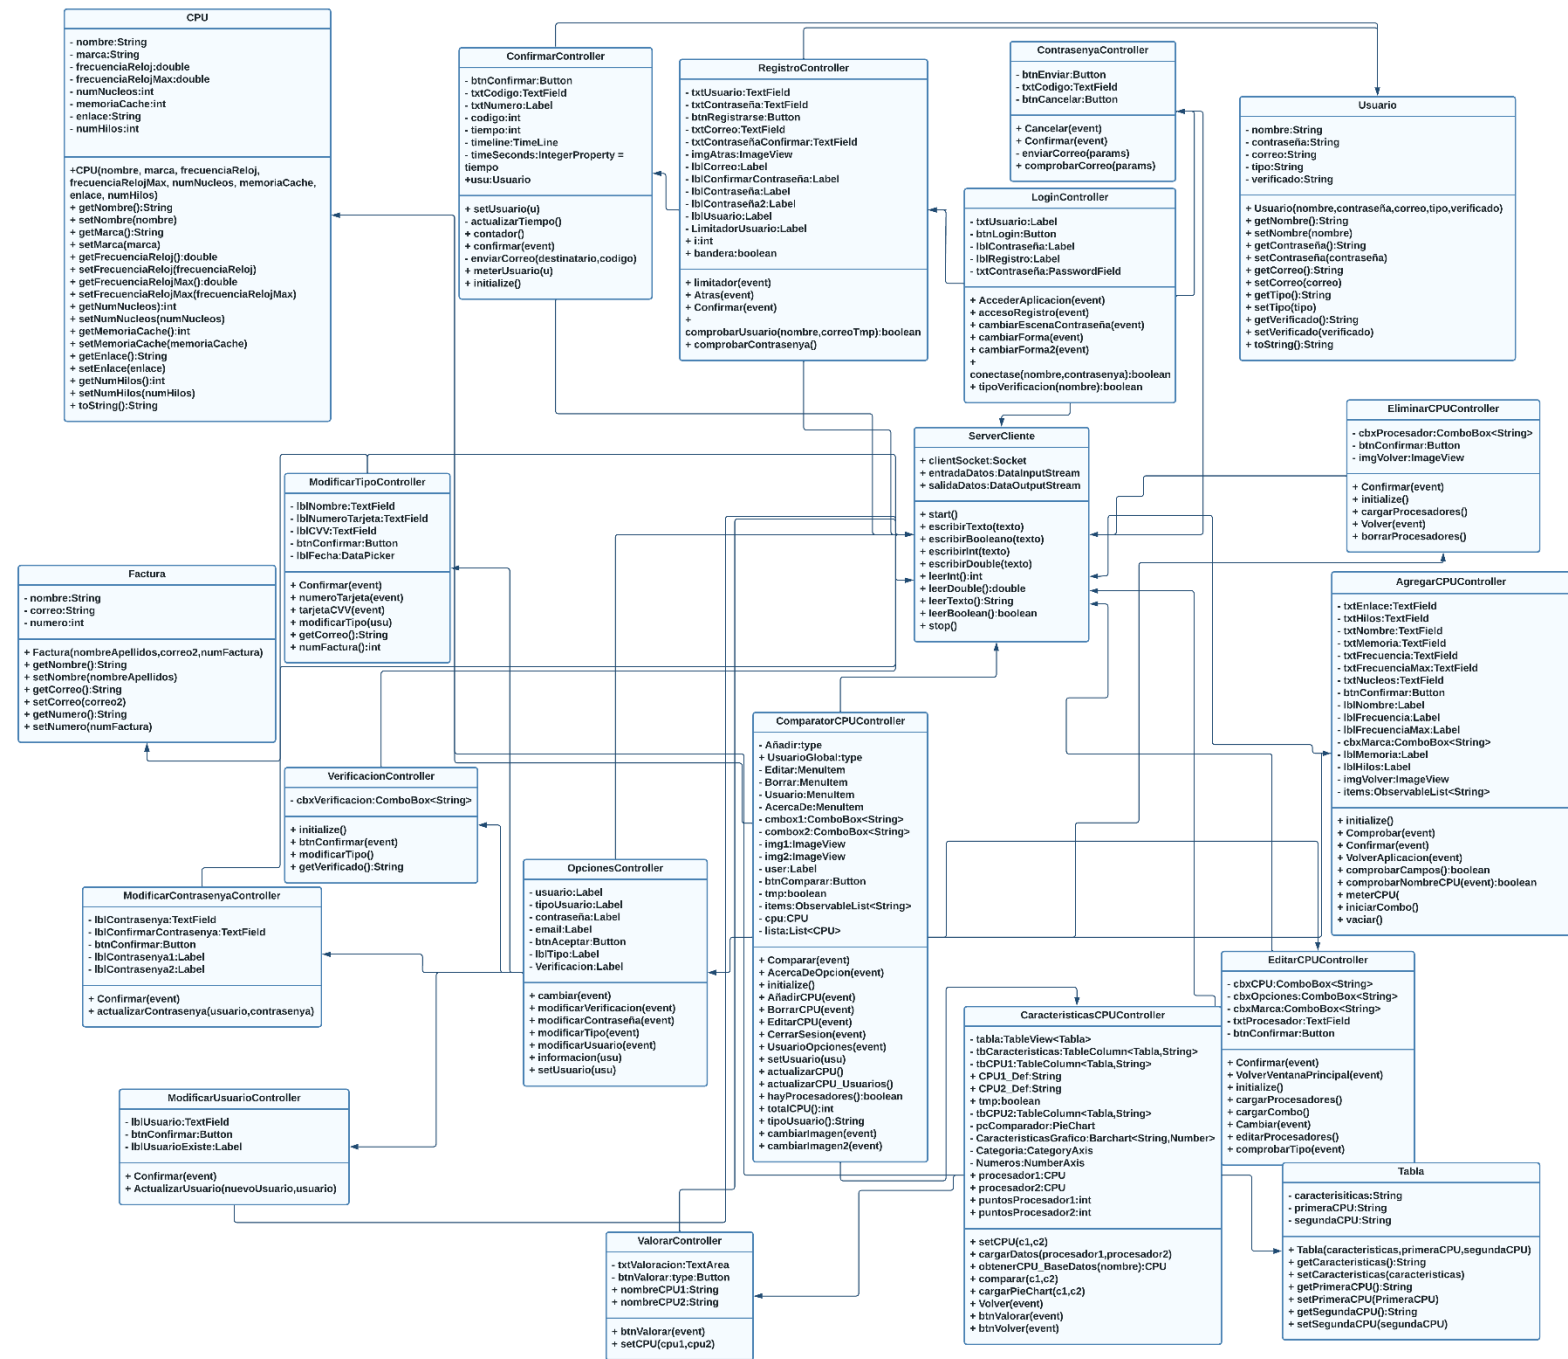 CPU
- nombre:String
- marca:String
- frecuenciaReloj:double
- frecuenciaRelojMax:double
- numNucleos:int
- memoriaCache:int
- enlace:String
- numHilos:int
+CPU(nombre, marca, frecuenciaReloj,
frecuenciaRelojMax, numNucleos, memoriaCache,
enlace, numHilos)
+ getNombre():String
+ setNombre(nombre)
+ getMarca():String
+ setMarca(marca)
+ getFrecuenciaReloj():double
+ setFrecuenciaReloj(frecuenciaReloj)
+ getFrecuenciaRelojMax():double
+ setFrecuenciaRelojMax(frecuenciaRelojMax)
+ getNumNucleos):int
+ setNumNucleos(numNucleos)
+ getMemoriaCache():int
+ setMemoriaCache(memoriaCache)
+ getEnlace():String
+ setEnlace(enlace)
+ getNumHilos():int
+ setNumHilos(numHilos)
+ toString():String
ConfirmarController
- btnConfirmar:Button
- txtCodigo:TextField
- txtNumero:Label
- codigo:int
- tiempo:int
- timeline:TimeLine
- timeSeconds:IntegerProperty =
tiempo
+usu:Usuario
+ setUsuario(u)
- actualizarTiempo()
+ contador()
+ confirmar(event)
- enviarCorreo(destinatario,codigo)
+ meterUsuario(u)
+ initialize()
RegistroController
- txtUsuario:TextField
- txtContraseña:TextField
- btnRegistrarse:Button
- txtCorreo:TextField
- txtContraseñaConfirmar:TextField
- imgAtras:ImageView
- lblCorreo:Label
- lblConfirmarContraseña:Label
- lblContraseña:Label
- lblContraseña2:Label
- lblUsuario:Label
- LimitadorUsuario:Label
+ i:int
+ bandera:boolean
+ limitador(event)
+ Atras(event)
+ Confirmar(event)
+
comprobarUsuario(nombre,correoTmp):boolean
+ comprobarContrasenya()
ContrasenyaController
- btnEnviar:Button
- txtCodigo:TextField
- btnCancelar:Button
+ Cancelar(event)
+ Confirmar(event)
- enviarCorreo(params)
+ comprobarCorreo(params)
LoginController
- txtUsuario:Label
- btnLogin:Button
- lblContraseña:Label
- lblRegistro:Label
- txtContraseña:PasswordField
+ AccederAplicacion(event)
+ accesoRegistro(event)
+ cambiarEscenaContraseña(event)
+ cambiarForma(event)
+ cambiarForma2(event)
+
conectase(nombre,contrasenya):boolean
+ tipoVerificacion(nombre):boolean
Usuario
- nombre:String
- contraseña:String
- correo:String
- tipo:String
- verificado:String
+ Usuario(nombre,contraseña,correo,tipo,verificado)
+ getNombre():String
+ setNombre(nombre)
+ getContraseña():String
+ setContraseña(contraseña)
+ getCorreo():String
+ setCorreo(correo)
+ getTipo():String
+ setTipo(tipo)
+ getVerificado():String
+ setVerificado(verificado)
+ toString():String
ServerCliente
+ clientSocket:Socket
+ entradaDatos:DataInputStream
+ salidaDatos:DataOutputStream
+ start()
+ escribirTexto(texto)
+ escribirBooleano(texto)
+ escribirInt(texto)
+ escribirDouble(texto)
+ leerInt():int
+ leerDouble():double
+ leerTexto():String
+ leerBoolean():boolean
+ stop()
EliminarCPUController
- cbxProcesador:ComboBox<String>
- btnConfirmar:Button
- imgVolver:ImageView
+ Confirmar(event)
+ initialize()
+ cargarProcesadores()
+ Volver(event)
+ borrarProcesadores()
ModificarTipoController
- lblNombre:TextField
- lblNumeroTarjeta:TextField
- lblCVV:TextField
- btnConfirmar:Button
- lblFecha:DataPicker
+ Confirmar(event)
+ numeroTarjeta(event)
+ tarjetaCVV(event)
+ modificarTipo(usu)
+ getCorreo():String
+ numFactura():int
Factura
- nombre:String
- correo:String
- numero:int
+ Factura(nombreApellidos,correo2,numFactura)
+ getNombre():String
+ setNombre(nombreApellidos)
+ getCorreo():String
+ setCorreo(correo2)
+ getNumero():String
+ setNumero(numFactura)
AgregarCPUController
- txtEnlace:TextField
- txtHilos:TextField
- txtNombre:TextField
- txtMemoria:TextField
- txtFrecuencia:TextField
- txtFrecuenciaMax:TextField
- txtNucleos:TextField
- btnConfirmar:Button
- lblNombre:Label
- lblFrecuencia:Label
- lblFrecuenciaMax:Label
- cbxMarca:ComboBox<String>
- lblMemoria:Label
- lblHilos:Label
- imgVolver:ImageView
- items:ObservableList<String>
+ initialize()
+ Comprobar(event)
+ Confirmar(event)
+ VolverAplicacion(event)
+ comprobarCampos():boolean
+ comprobarNombreCPU(event):boolean
+ meterCPU(
+ iniciarCombo()
+ vaciar()
ComparatorCPUController
- Añadir:type
+ UsuarioGlobal:type
- Editar:MenuItem
- Borrar:MenuItem
- Usuario:MenuItem
- AcercaDe:MenuItem
- cmbox1:ComboBox<String>
- combox2:ComboBox<String>
- img1:ImageView
- img2:ImageView
- user:Label
- btnComparar:Button
- tmp:boolean
- items:ObservableList<String>
- cpu:CPU
- lista:List<CPU>
+ Comparar(event)
+ AcercaDeOpcion(event)
+ initialize()
+ AñadirCPU(event)
+ BorrarCPU(event)
+ EditarCPU(event)
+ CerrarSesion(event)
+ UsuarioOpciones(event)
+ setUsuario(usu)
+ actualizarCPU()
+ actualizarCPU_Usuarios()
+ hayProcesadores():boolean
+ totalCPU():int
+ tipoUsuario():String
+ cambiarImagen(event)
+ cambiarImagen2(event)
VerificacionController
- cbxVerificacion:ComboBox<String>
+ initialize()
+ btnConfirmar(event)
+ modificarTipo()
+ getVerificado():String
OpcionesController
- usuario:Label
- tipoUsuario:Label
- contraseña:Label
- email:Label
- btnAceptar:Button
- lblTipo:Label
- Verificacion:Label
+ cambiar(event)
+ modificarVerificacion(event)
+ modificarContraseña(event)
+ modificarTipo(event)
+ modificarUsuario(event)
+ informacion(usu)
+ setUsuario(usu)
ModificarContrasenyaController
- lblContrasenya:TextField
- lblConfirmarContrasenya:TextField
- btnConfirmar:Button
- lblContrasenya1:Label
- lblContrasenya2:Label
+ Confirmar(event)
+ actualizarContrasenya(usuario,contrasenya)
EditarCPUController
- cbxCPU:ComboBox<String>
- cbxOpciones:ComboBox<String>
- cbxMarca:ComboBox<String>
- txtProcesador:TextField
- btnConfirmar:Button
+ Confirmar(event)
+ VolverVentanaPrincipal(event)
+ initialize()
+ cargarProcesadores()
+ cargarCombo()
+ Cambiar(event)
+ editarProcesadores()
+ comprobarTipo(event)
CaracteristicasCPUController
- tabla:TableView<Tabla>
- tbCaracteristicas:TableColumn<Tabla,String>
- tbCPU1:TableColumn<Tabla,String>
+ CPU1_Def:String
+ CPU2_Def:String
+ tmp:boolean
- tbCPU2:TableColumn<Tabla,String>
- pcComparador:PieChart
- CaracteristicasGrafico:Barchart<String,Number>
- Categoria:CategoryAxis
- Numeros:NumberAxis
+ procesador1:CPU
+ procesador2:CPU
+ puntosProcesador1:int
+ puntosProcesador2:int
+ setCPU(c1,c2)
+ cargarDatos(procesador1,procesador2)
+ obtenerCPU_BaseDatos(nombre):CPU
+ comparar(c1,c2)
+ cargarPieChart(c1,c2)
+ Volver(event)
+ btnValorar(event)
+ btnVolver(event)
ModificarUsuarioController
- lblUsuario:TextField
- btnConfirmar:Button
- lblUsuarioExiste:Label
+ Confirmar(event)
+ ActualizarUsuario(nuevoUsuario,usuario)
Tabla
- caracterisiticas:String
- primeraCPU:String
- segundaCPU:String
+ Tabla(caracteristicas,primeraCPU,segundaCPU)
+ getCaracteristicas():String
+ setCaracteristicas(caracteristicas)
+ getPrimeraCPU():String
+ setPrimeraCPU(PrimeraCPU)
+ getSegundaCPU():String
+ setSegundaCPU(segundaCPU)
ValorarController
- txtValoracion:TextArea
- btnValorar:type:Button
+ nombreCPU1:String
+ nombreCPU2:String
+ btnValorar(event)
+ setCPU(cpu1,cpu2)